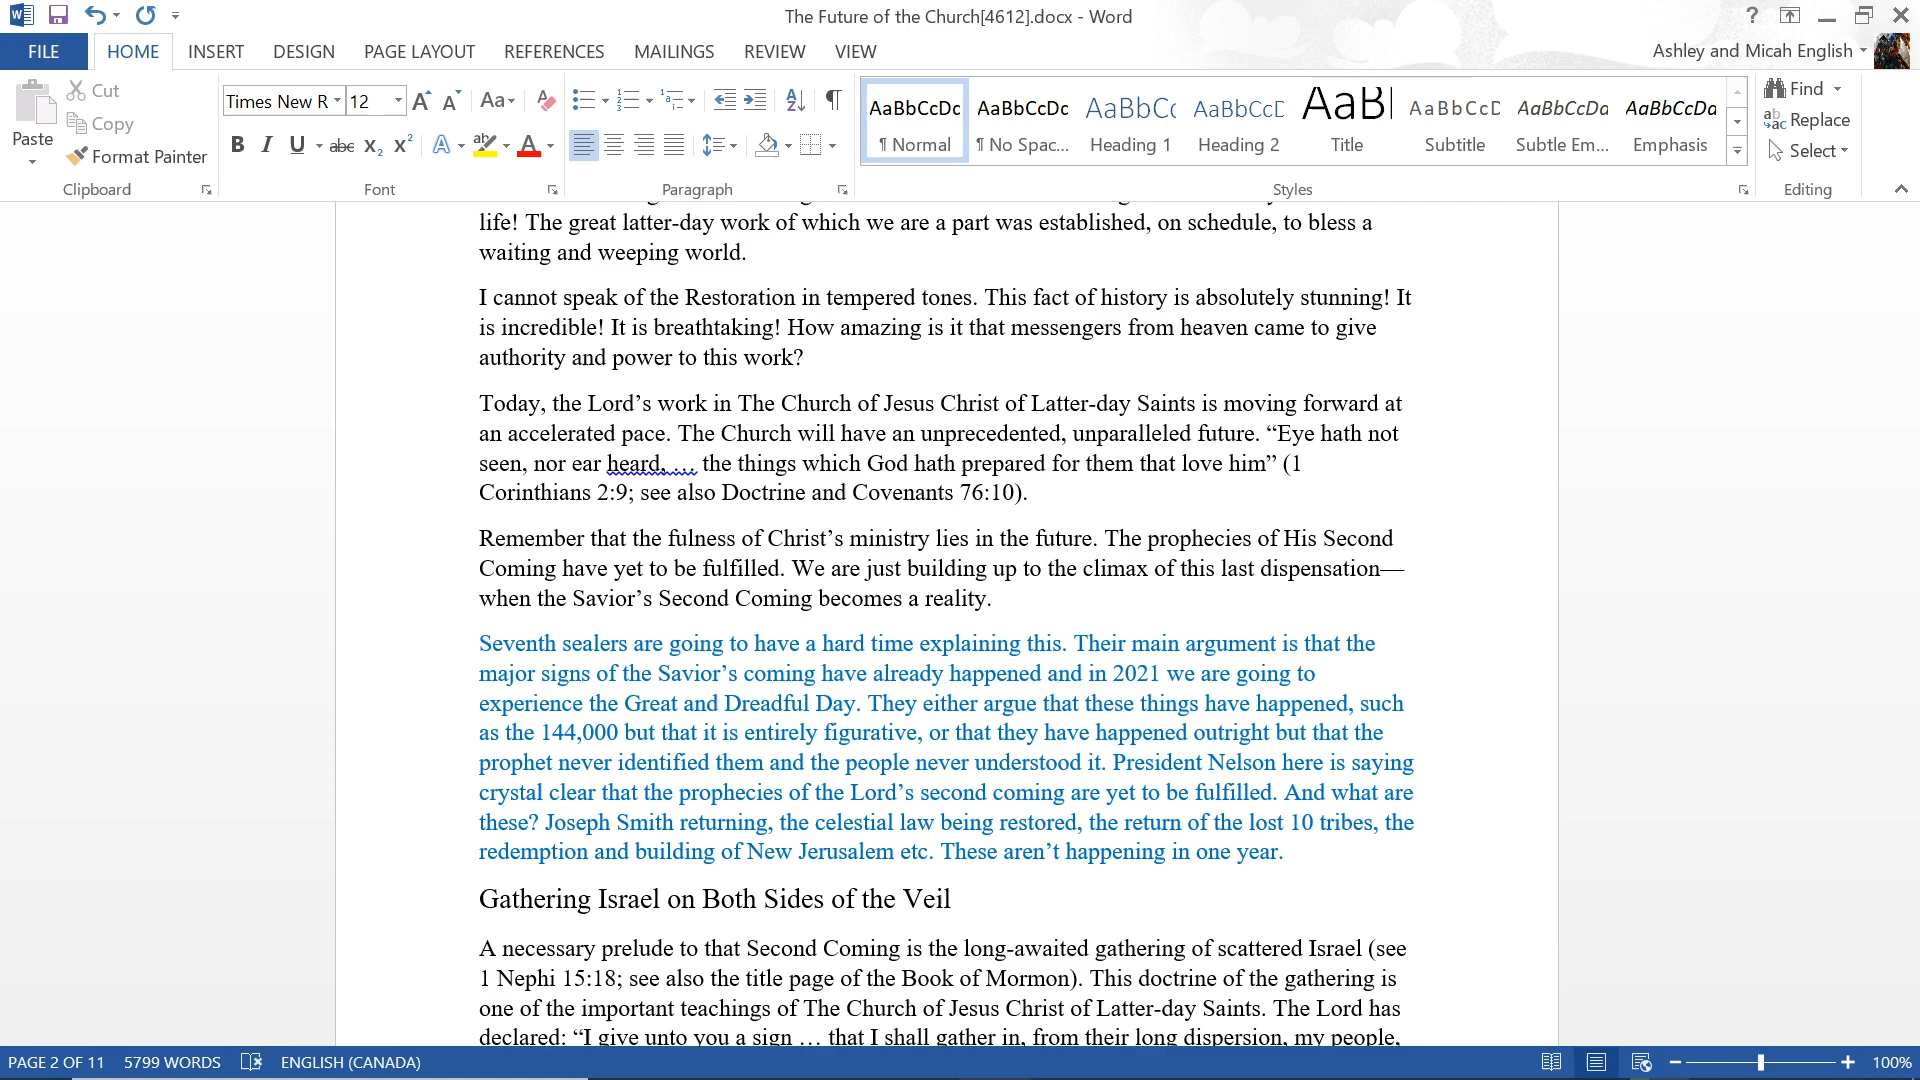 The Future of the Church[4612].docx - Word
?
FILE HOME INSERT DESIGN PAGE LAYOUT REFERENCES MAILINGS REVIEW VIEW
Ashley and Micah English
Paste
Cut
Copy
Format Painter
Clipboard
Times New R 12
Font
Paragraph
AaBbCcDc AaBbCcDc AaBbCc AaBbCcD AaBl AaBbCcD AaBbCcDc AaBbCcDc
¶ Normal ¶ No Spac... Heading 1 Heading 2 Title Subtitle Subtle Em... Emphasis
Styles
Find
Replace
Select
Editing
life! The great latter-day work of which we are a part was established, on schedule, to bless a
waiting and weeping world.
I cannot speak of the Restoration in tempered tones. This fact of history is absolutely stunning! It
is incredible! It is breathtaking! How amazing is it that messengers from heaven came to give
authority and power to this work?
Today, the Lord’s work in The Church of Jesus Christ of Latter-day Saints is moving forward at
an accelerated pace. The Church will have an unprecedented, unparalleled future. “Eye hath not
seen, nor ear heard, … the things which God hath prepared for them that love him” (1
Corinthians 2:9; see also Doctrine and Covenants 76:10).
Remember that the fulness of Christ’s ministry lies in the future. The prophecies of His Second
Coming have yet to be fulfilled. We are just building up to the climax of this last dispensation—
when the Savior’s Second Coming becomes a reality.
Seventh sealers are going to have a hard time explaining this. Their main argument is that the
major signs of the Savior’s coming have already happened and in 2021 we are going to
experience the Great and Dreadful Day. They either argue that these things have happened, such
as the 144,000 but that it is entirely figurative, or that they have happened outright but that the
prophet never identified them and the people never understood it. President Nelson here is saying
crystal clear that the prophecies of the Lord’s second coming are yet to be fulfilled. And what are
these? Joseph Smith returning, the celestial law being restored, the return of the lost 10 tribes, the
redemption and building of New Jerusalem etc. These aren’t happening in one year.
Gathering Israel on Both Sides of the Veil
A necessary prelude to that Second Coming is the long-awaited gathering of scattered Israel (see
1 Nephi 15:18; see also the title page of the Book of Mormon). This doctrine of the gathering is
one of the important teachings of The Church of Jesus Christ of Latter-day Saints. The Lord has
declared: “I give unto you a sign … that I shall gather in, from their long dispersion, my people,
PAGE 2 OF 11 5799 WORDS ENGLISH (CANADA) 100%